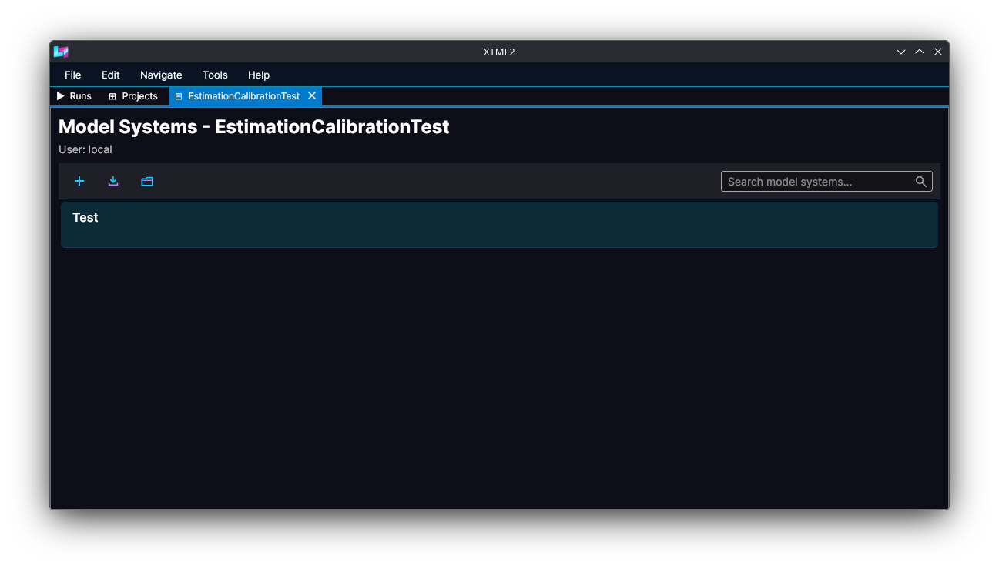 XTMF2
File Edit Navigate Tools Help
Runs Projects EstimationCalibrationTest
Model Systems - EstimationCalibrationTest
User: local
Search model systems...
Test